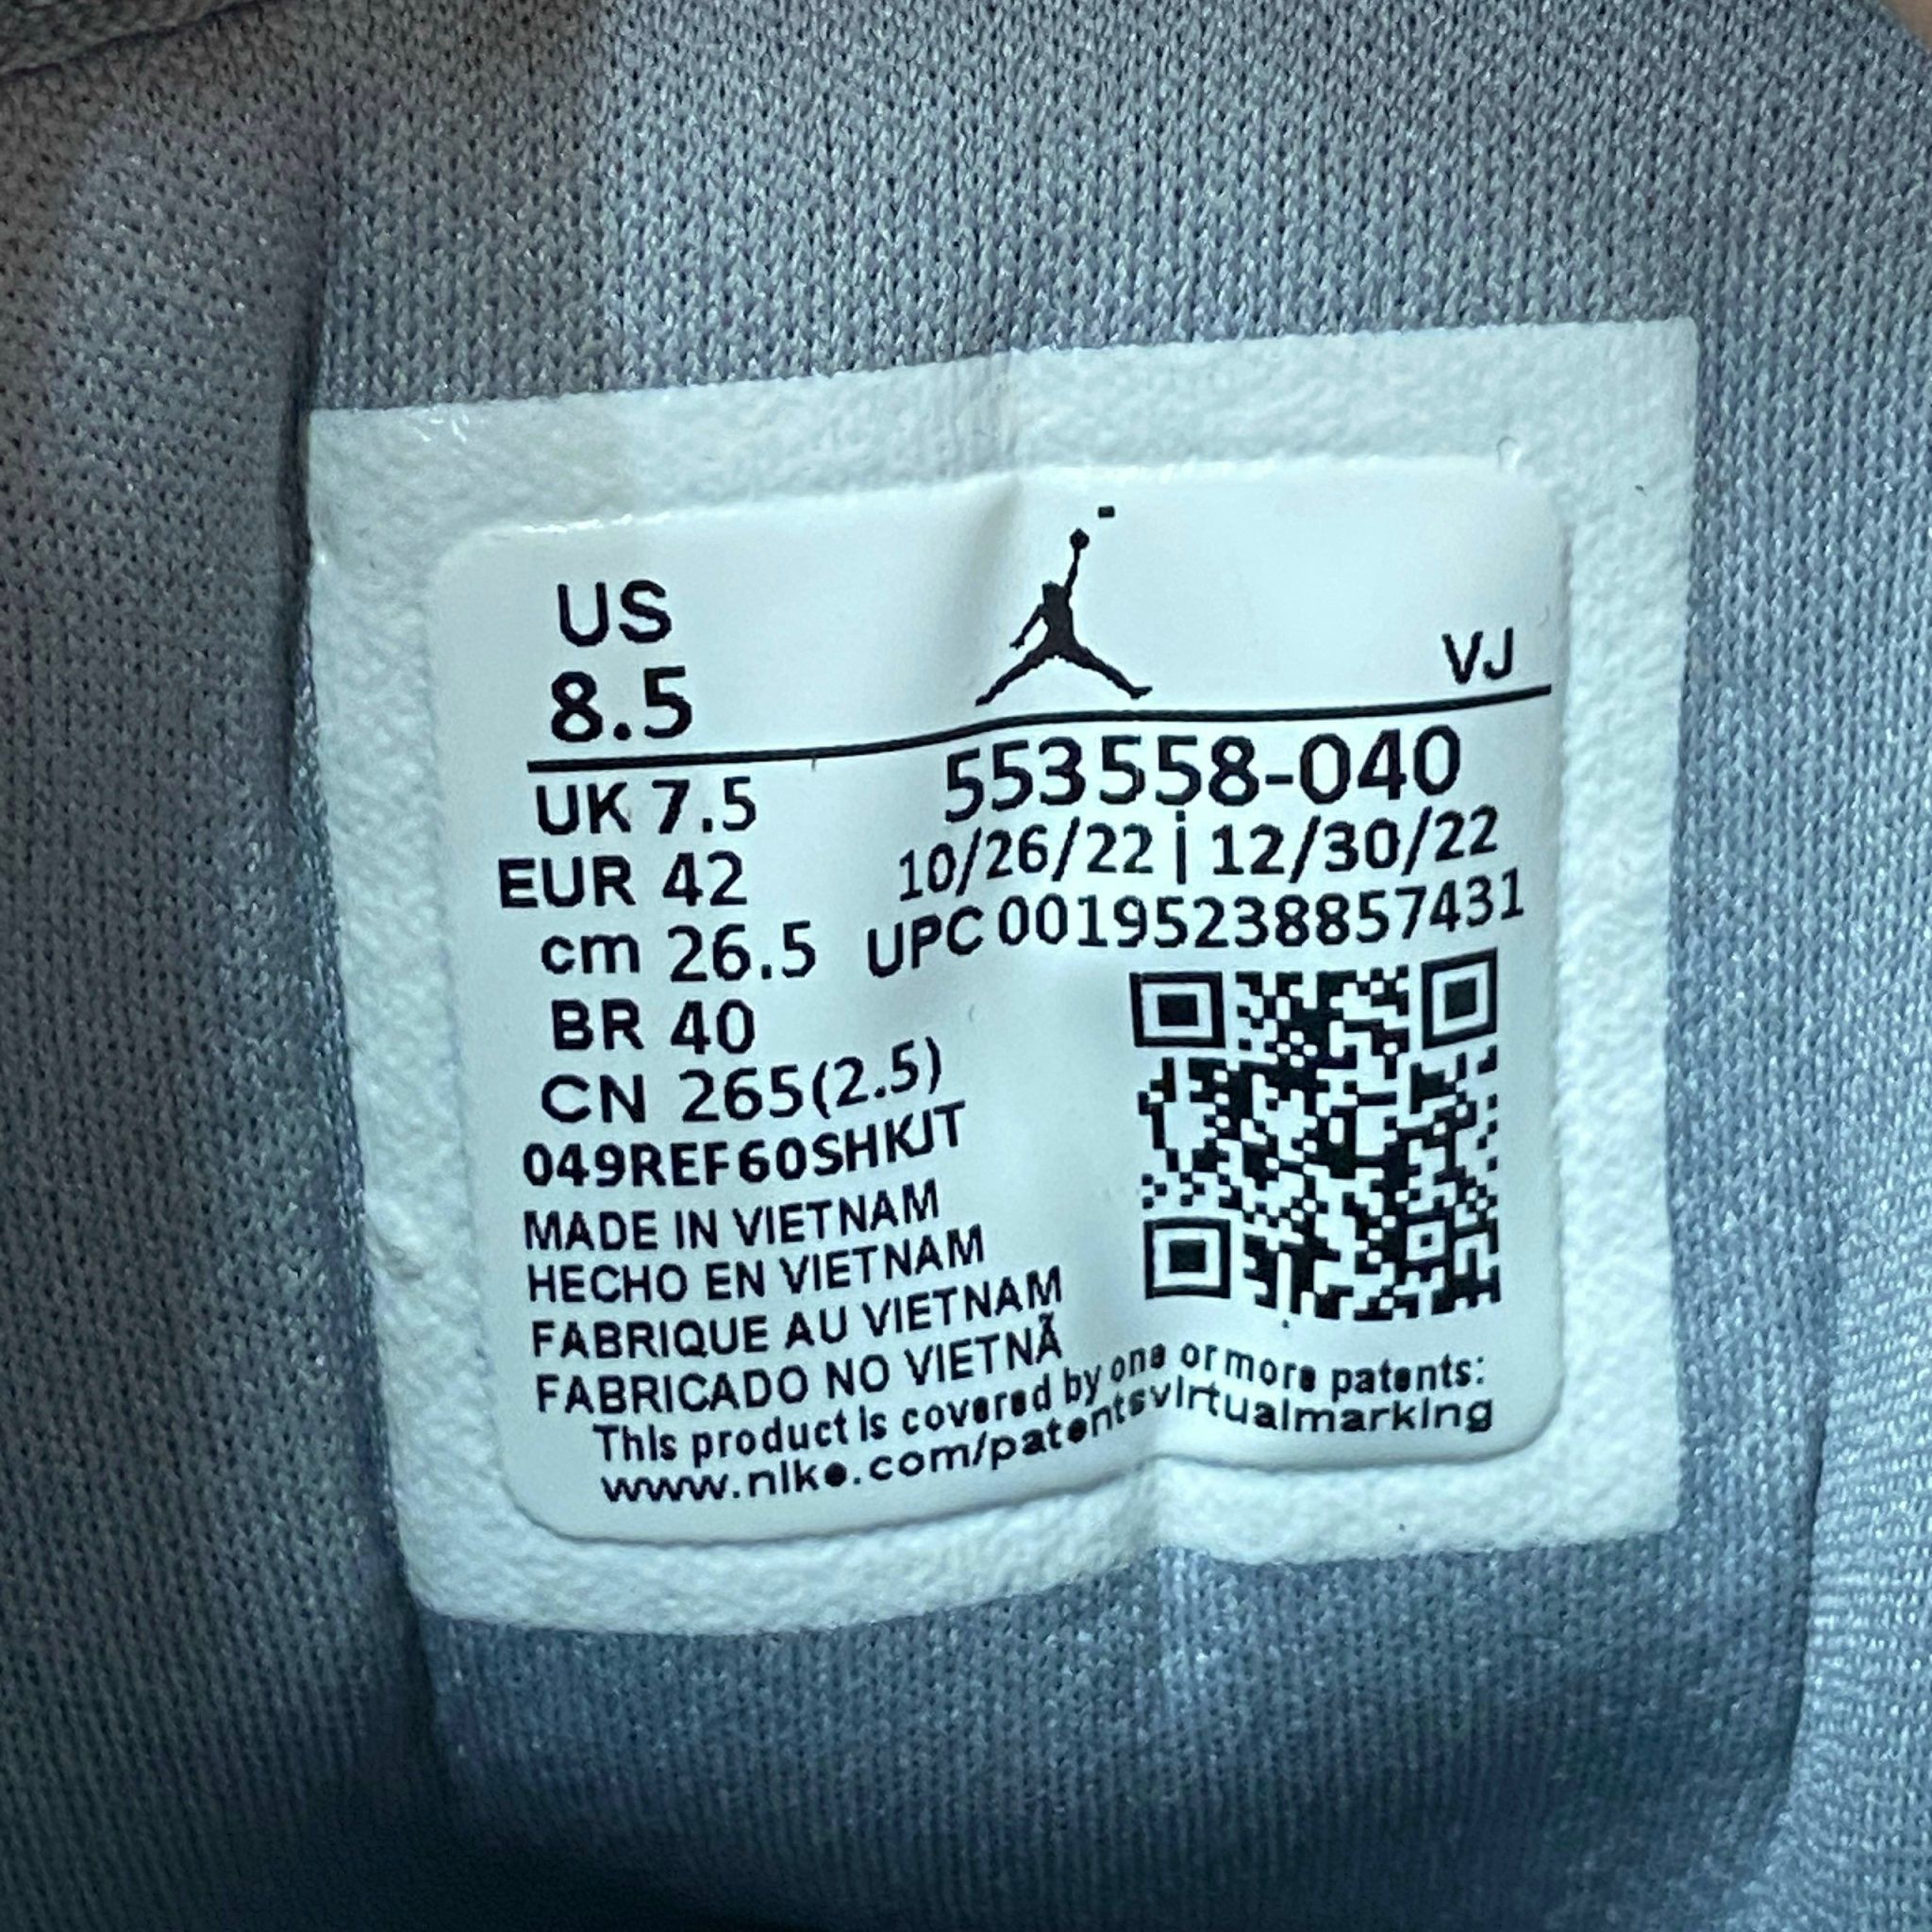 US
8.5
VJ
UK 7.5
EUR 42
cm 26.5
BR 40
CN 265(2.5)
553558-040
10/26/22 | 12/30/22
UPC 00195238857431
049REF60SHKJT
MADE IN VIETNAM
HECHO EN VIETNAM
FABRIQUE AU VIETNAM
FABRICADO NO VIETNÃ
This product is covered by one or more patents:
www.nike.com/patentsvirtualmarking